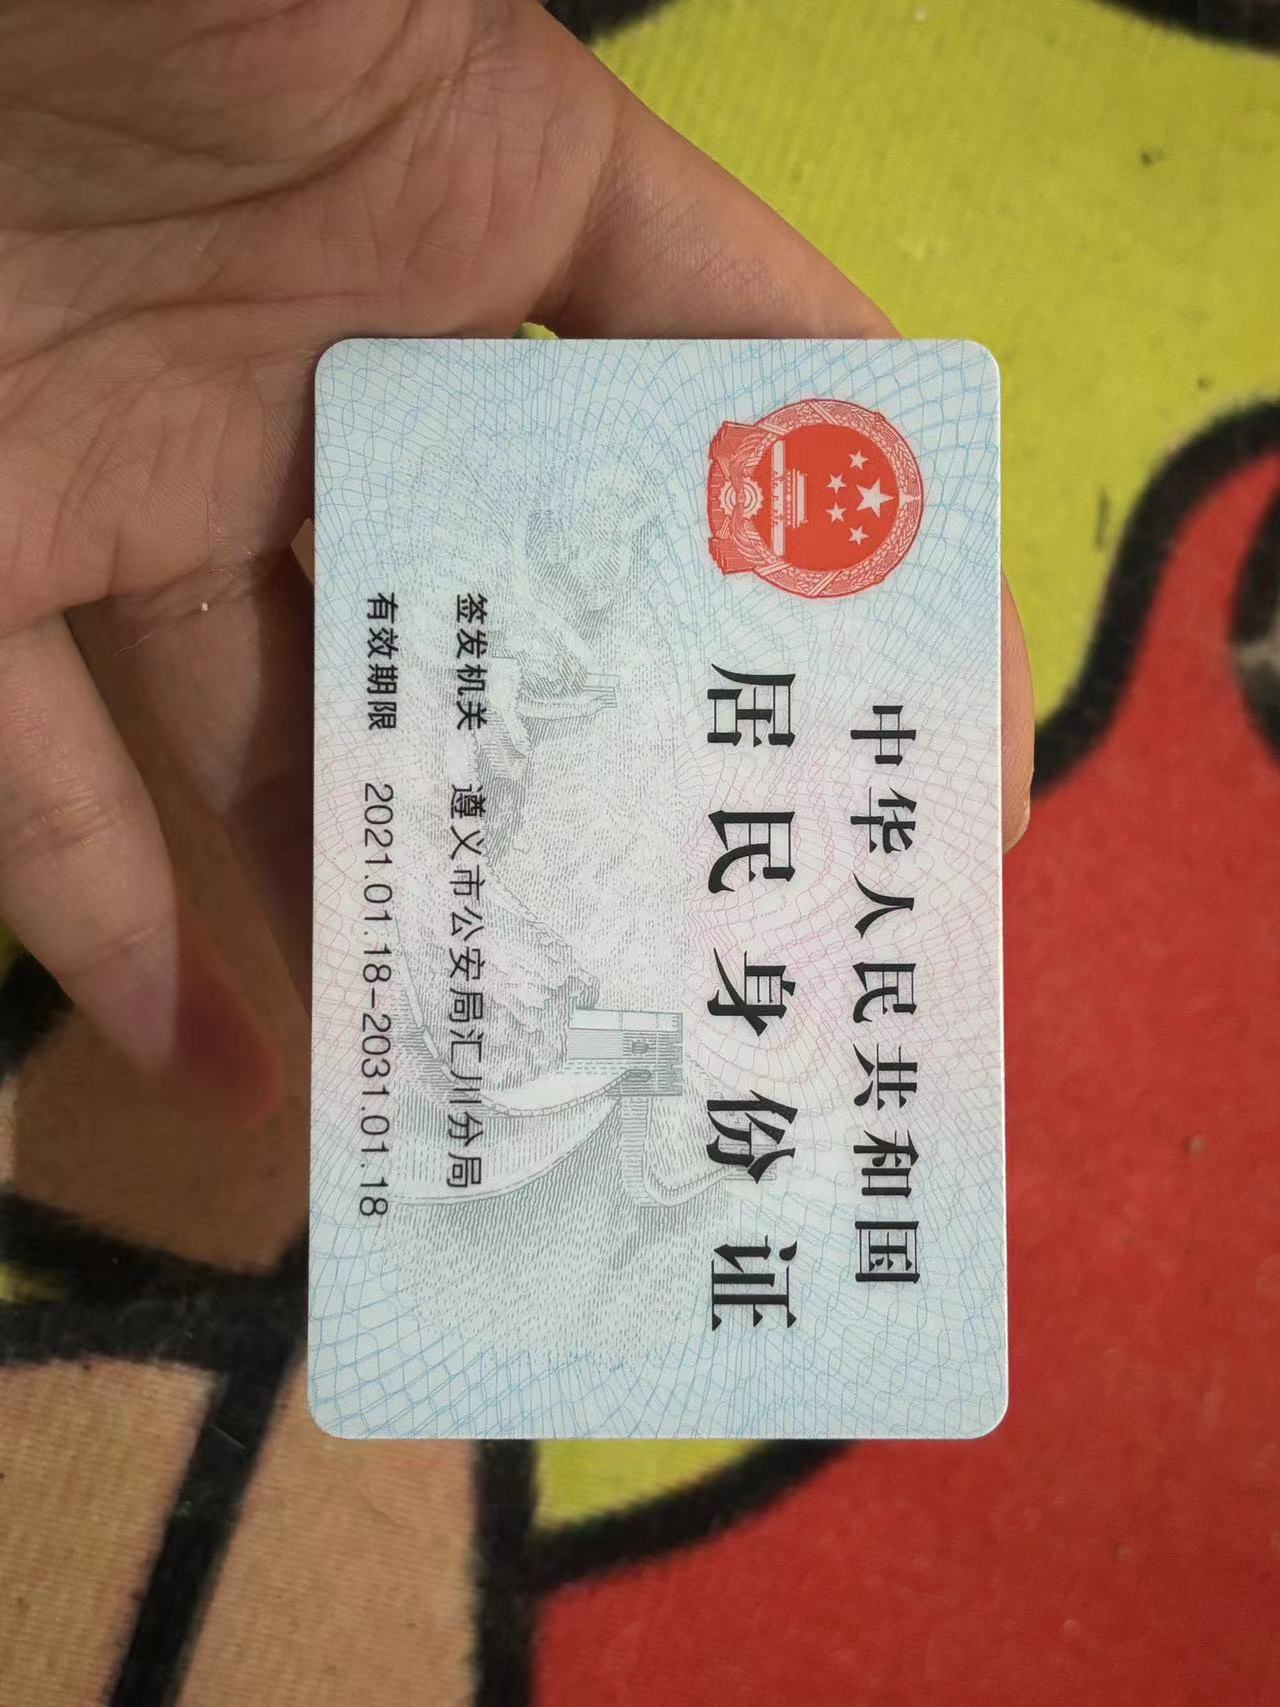 中华人民共和国
居民身份证
签发机关 遵义市公安局汇川分局
有效期限 2021.01.18-2031.01.18